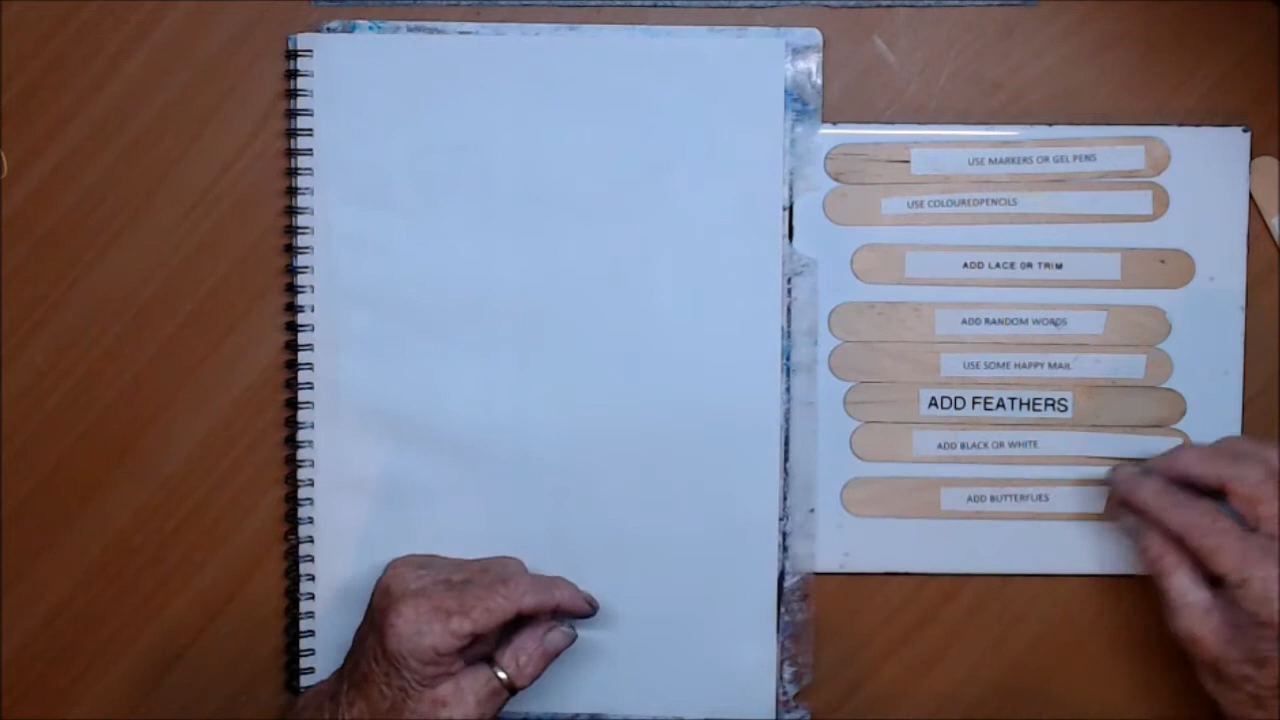 USE MARKERS OR GEL PENS
USE COLOUREDPENCILS
ADD LACE OR TRIM
ADD RANDOM WORDS
USE SOME HAPPY MAIL
ADD FEATHERS
ADD BLACK OR WHITE
ADD BUTTERFLIES